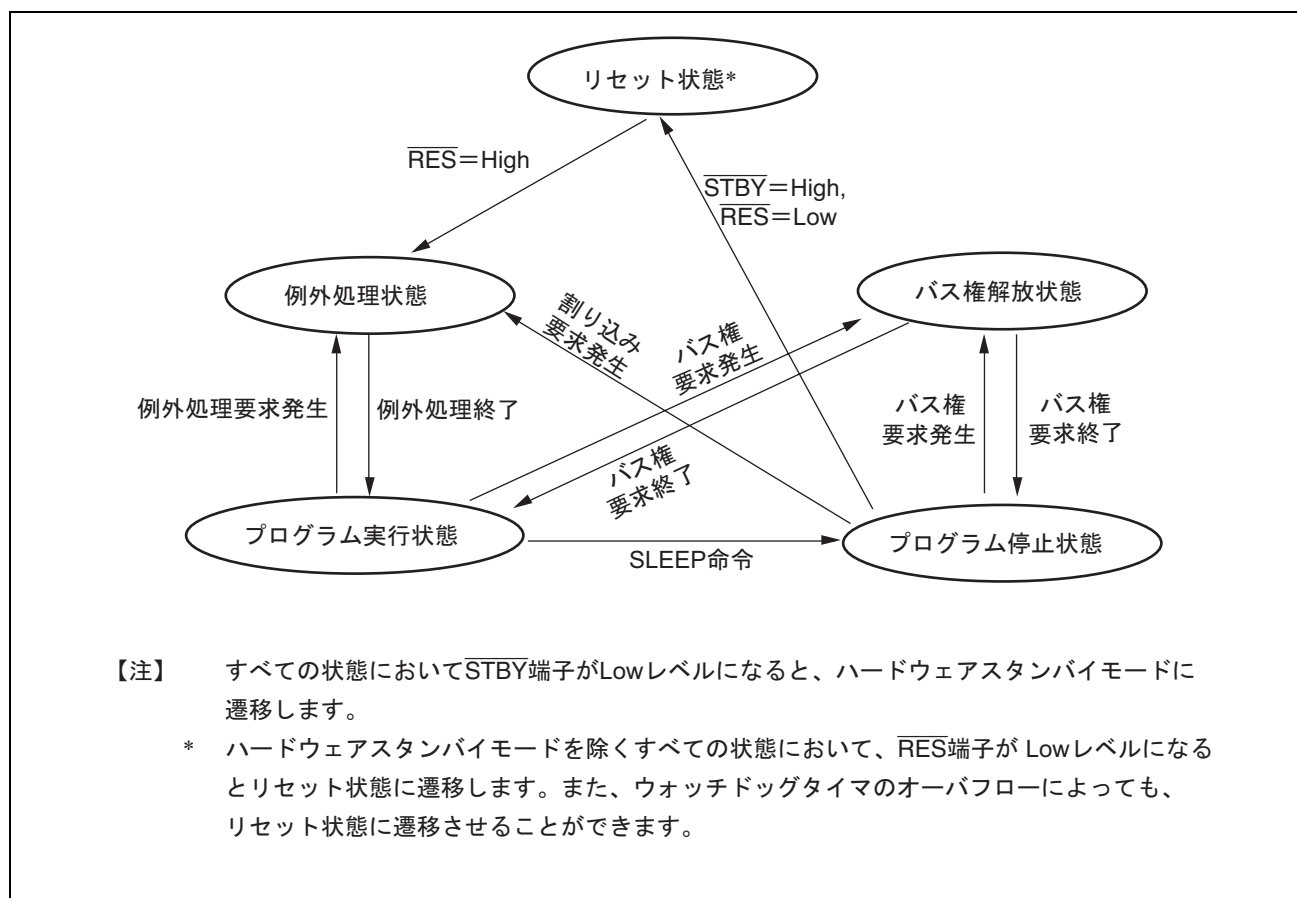 リセット状態*
RES=High
STBY=High,
RES=Low
例外処理状態
バス権解放状態
割り込み
要求発生
バス権
要求発生
例外処理要求発生
例外処理終了
バス権
要求発生
バス権
要求終了
バス権
要求終了
プログラム実行状態
プログラム停止状態
SLEEP命令
【注】 すべての状態においてSTBY端子がLowレベルになると、ハードウェアスタンバイモードに
遷移します。
* ハードウェアスタンバイモードを除くすべての状態において、RES端子が Lowレベルになる
とリセット状態に遷移します。また、ウォッチドッグタイマのオーバフローによっても、
リセット状態に遷移させることができます。